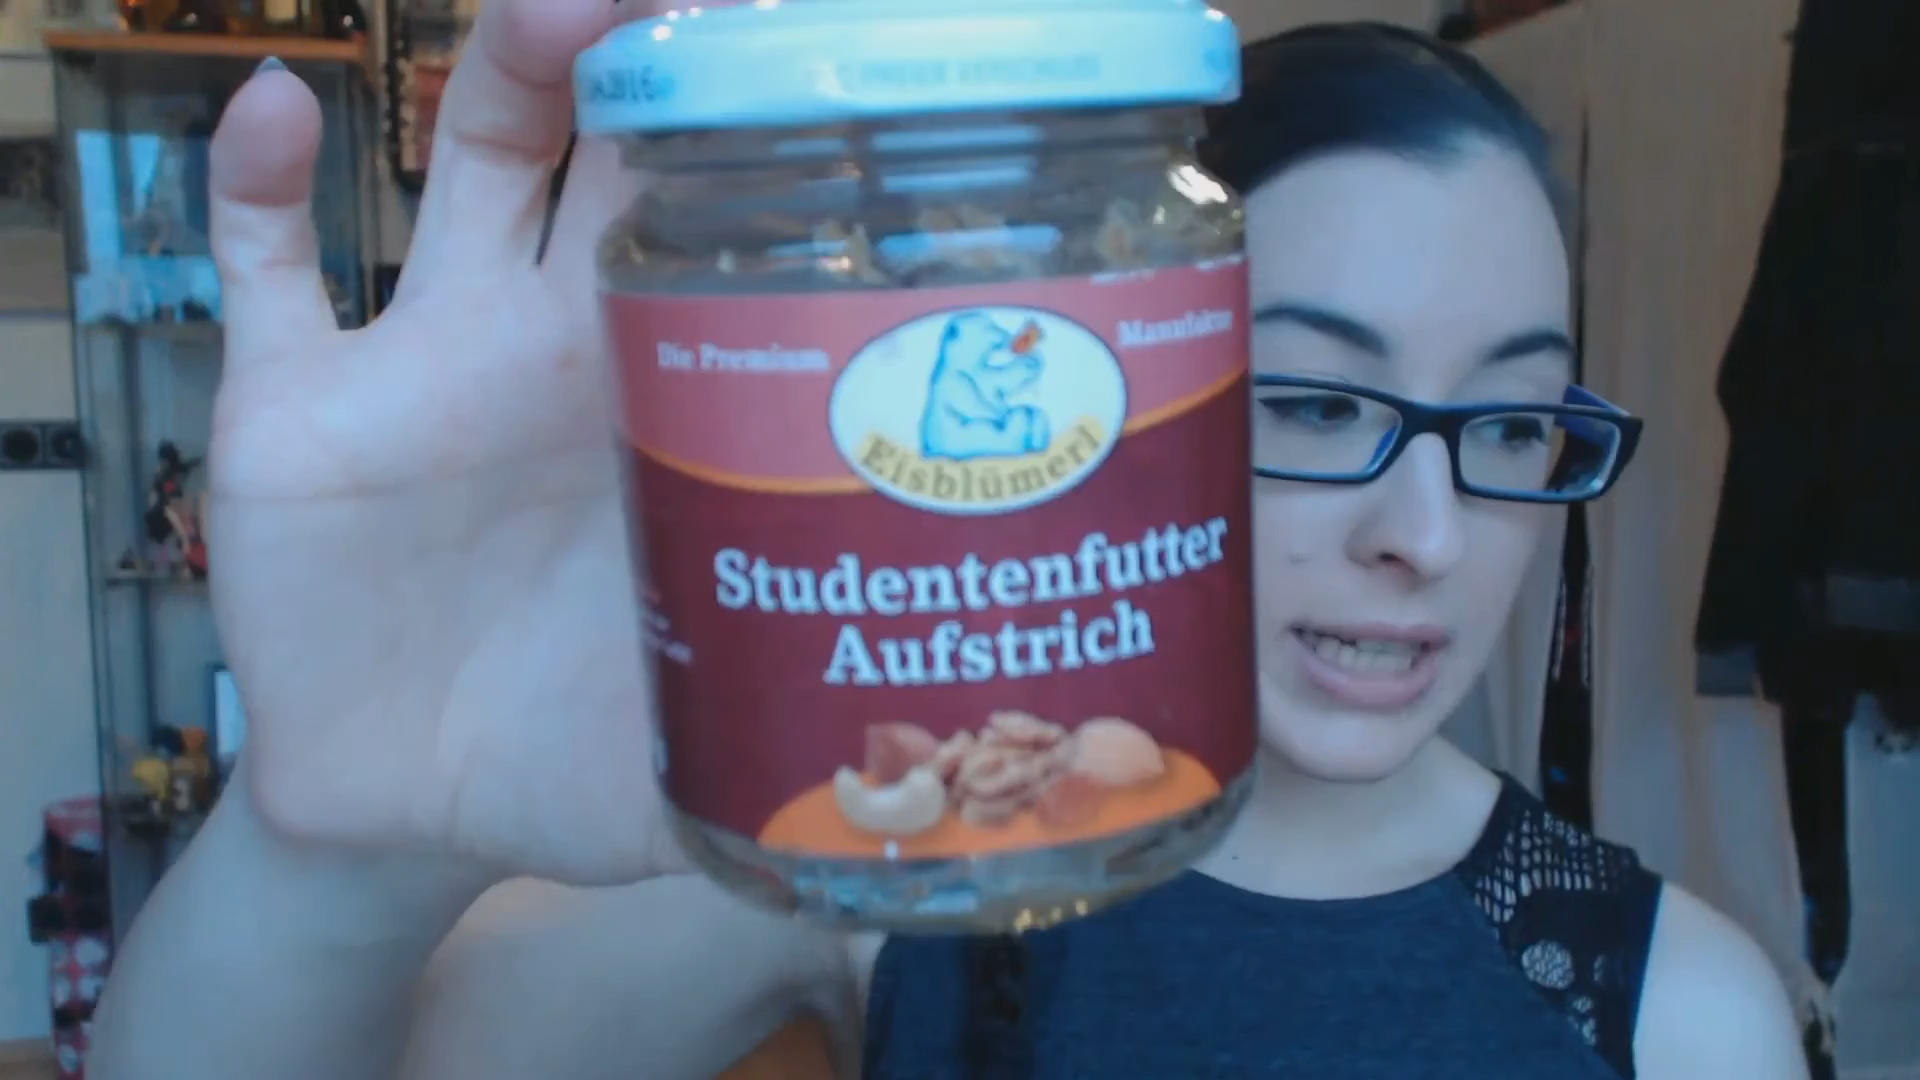 Die Premium
Manufaktur
Eisblümerl
Studentenfutter
Aufstrich